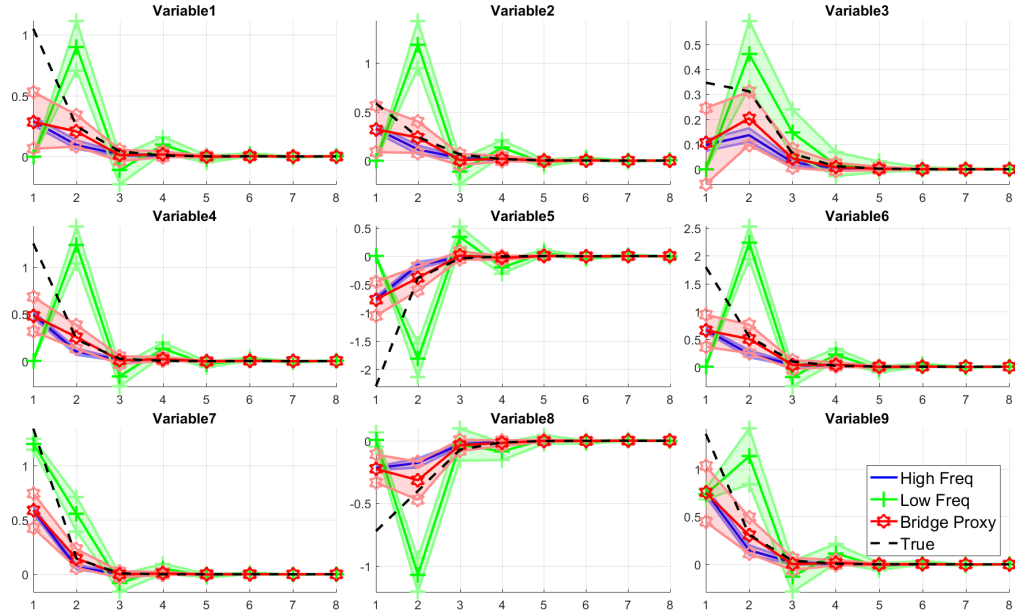 Variable1 Variable2 Variable3
1 0.5 0
1 0.5 0
0.5 0.4 0.3 0.2 0.1 0
1 2 3 4 5 6 7 8
1 2 3 4 5 6 7 8
1 2 3 4 5 6 7 8
Variable4 Variable5 Variable6
1 0.5 0
0.5 0 -0.5 -1 -1.5 -2
2.5 2 1.5 1 0.5 0
1 2 3 4 5 6 7 8
1 2 3 4 5 6 7 8
1 2 3 4 5 6 7 8
Variable7 Variable8 Variable9
1 0.5 0
0 -0.5 -1
1 0.5 0
High Freq
Low Freq
Bridge Proxy
True
1 2 3 4 5 6 7 8
1 2 3 4 5 6 7 8
1 2 3 4 5 6 7 8